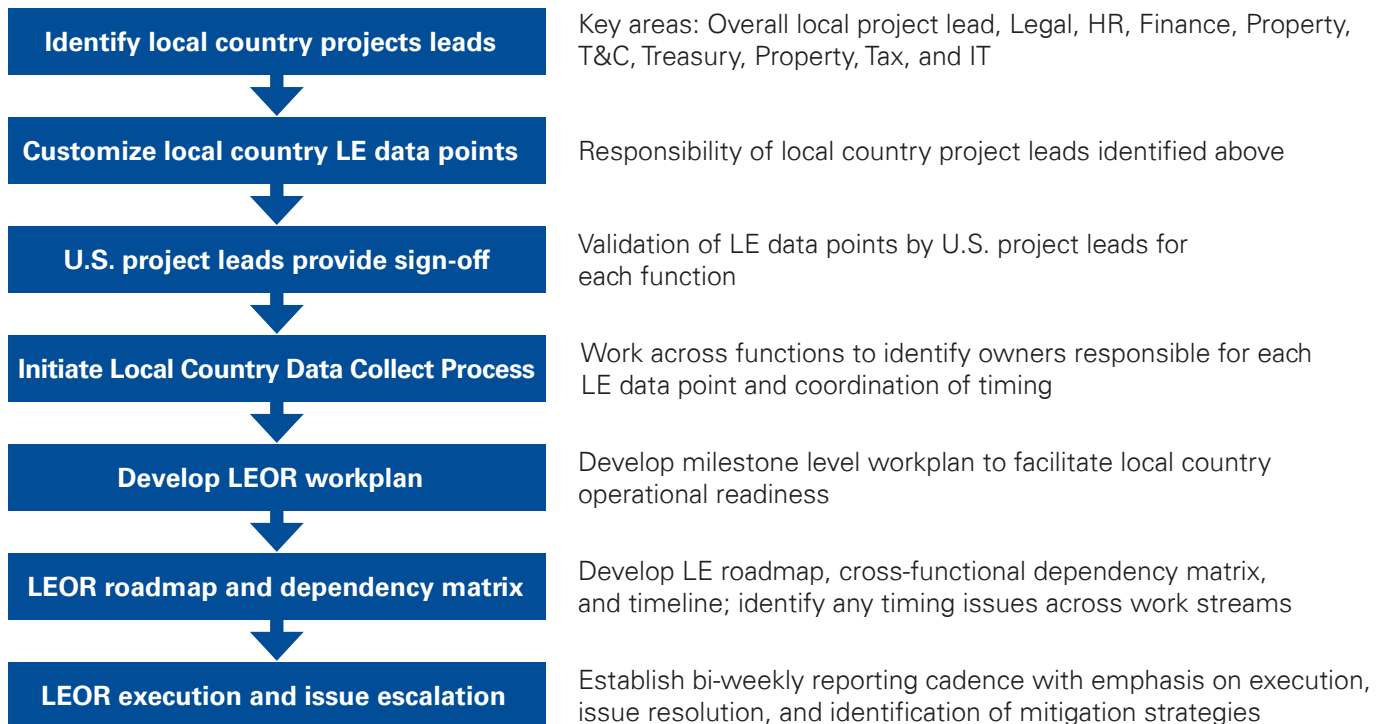 Identify local country projects leads
Key areas: Overall local project lead, Legal, HR, Finance, Property,
T&C, Treasury, Property, Tax, and IT
Customize local country LE data points
Responsibility of local country project leads identified above
U.S. project leads provide sign-off
Validation of LE data points by U.S. project leads for
each function
Initiate Local Country Data Collect Process
Work across functions to identify owners responsible for each
LE data point and coordination of timing
Develop LEOR workplan
Develop milestone level workplan to facilitate local country
operational readiness
LEOR roadmap and dependency matrix
Develop LE roadmap, cross-functional dependency matrix,
and timeline; identify any timing issues across work streams
LEOR execution and issue escalation
Establish bi-weekly reporting cadence with emphasis on execution,
issue resolution, and identification of mitigation strategies